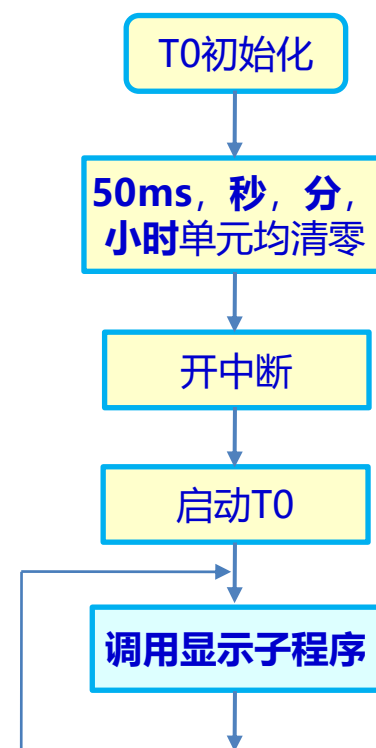 T0初始化
50ms，秒，分，
小时单元均清零
开中断
启动T0
调用显示子程序